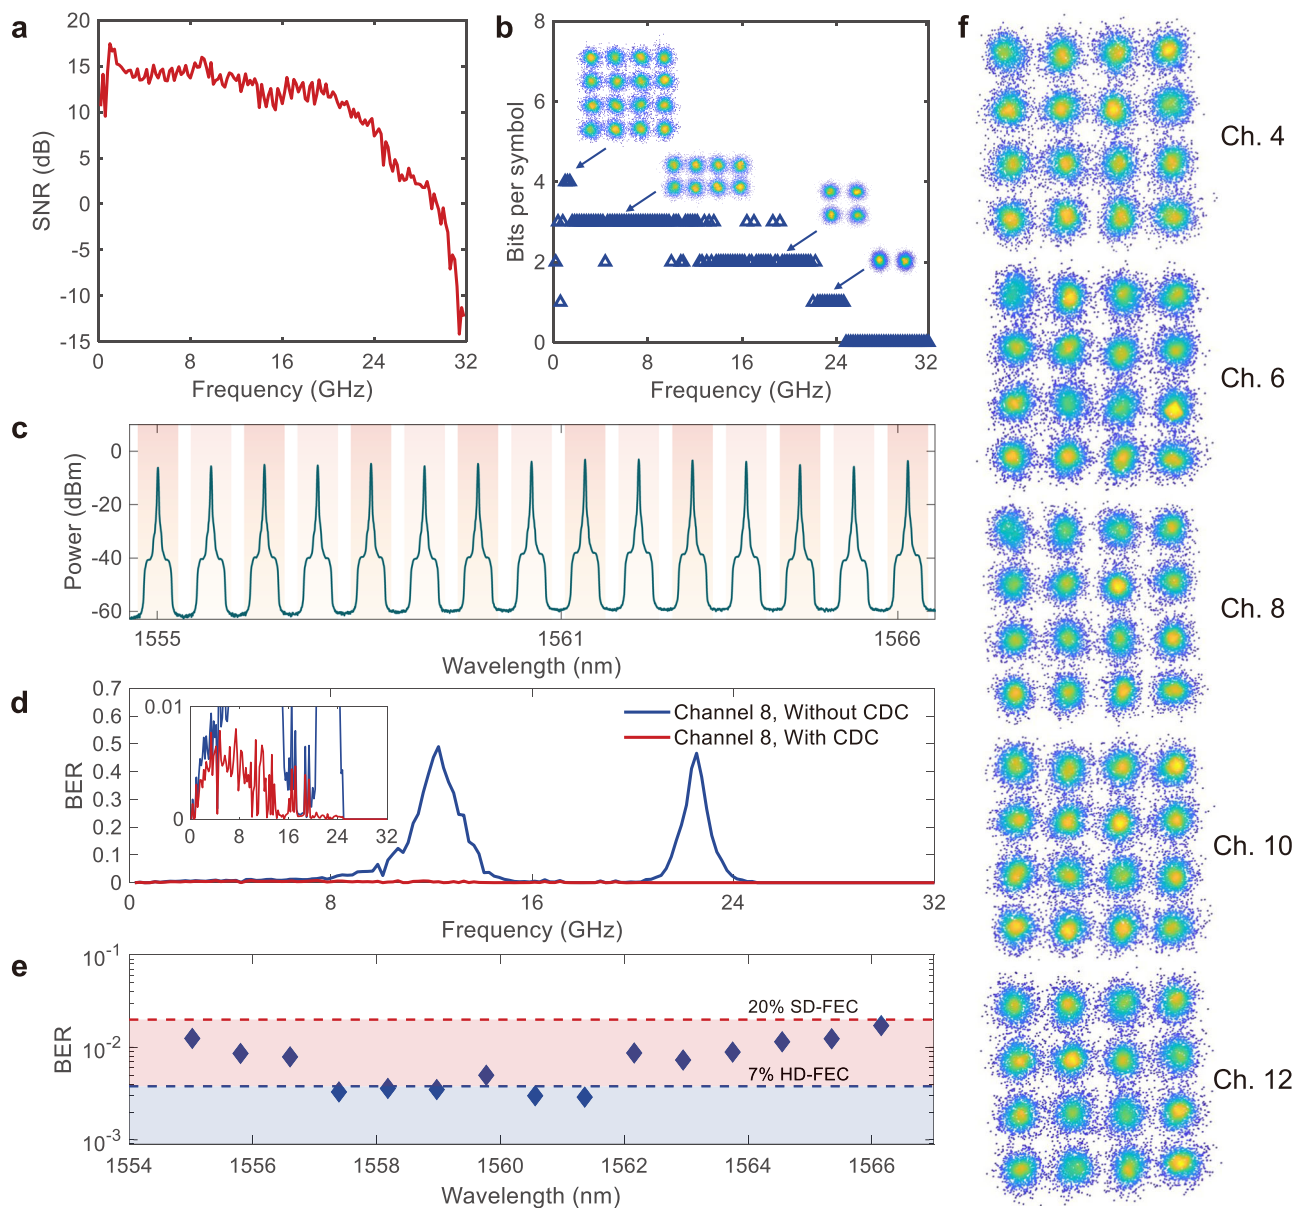 a
20
15
10
5
0
-5
-10
-15
SNR (dB)
0 8 16 24 32
Frequency (GHz)
b
8
6
4
2
0
Bits per symbol
0 8 16 24 32
Frequency (GHz)
c
0
-20
-40
-60
Power (dBm)
1555 1561 1566
Wavelength (nm)
d
0.7
0.6
0.5
0.4
0.3
0.2
0.1
0
BER
0.01
0
0 8 16 24 32
Channel 8, Without CDC
Channel 8, With CDC
0 8 16 24 32
Frequency (GHz)
e
10-1
10-2
10-3
BER
20% SD-FEC
7% HD-FEC
1554 1556 1558 1560 1562 1564 1566
Wavelength (nm)
f
Ch. 4
Ch. 6
Ch. 8
Ch. 10
Ch. 12